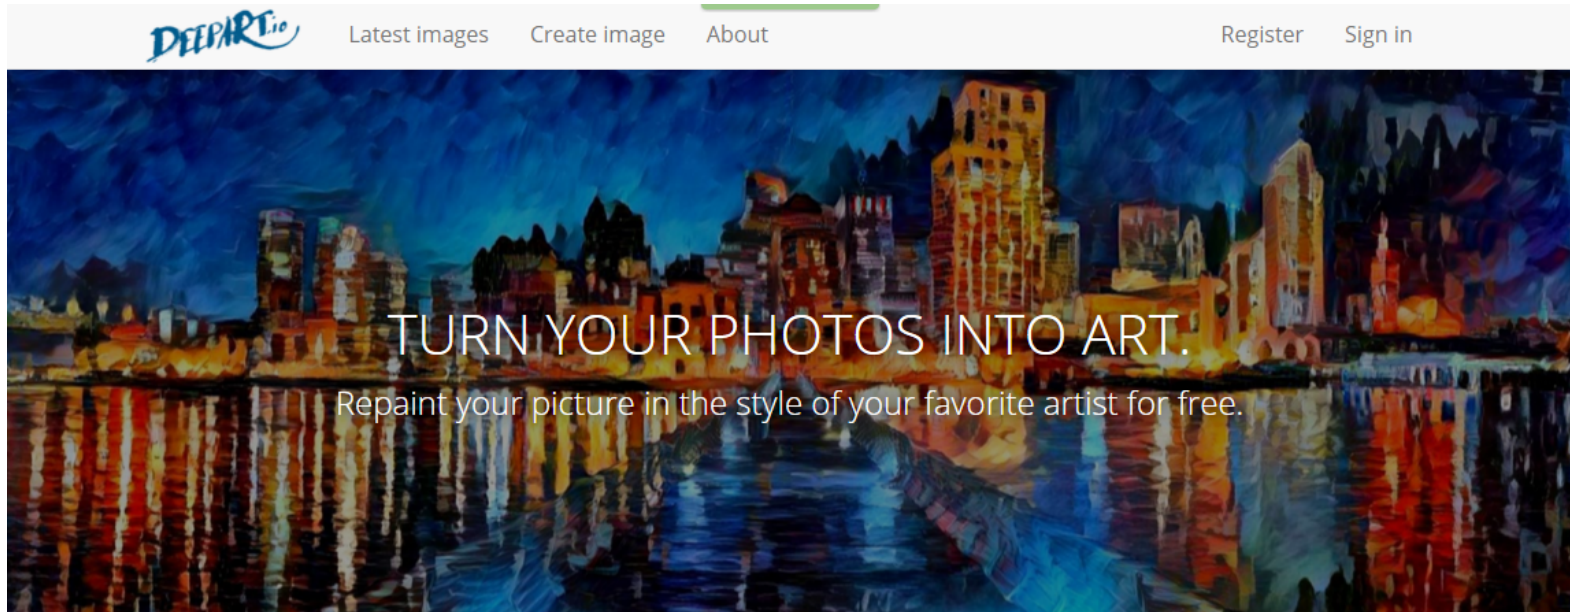 DEEPART.io
Latest images
Create image
About
Register
Sign in
TURN YOUR PHOTOS INTO ART.
Repaint your picture in the style of your favorite artist for free.